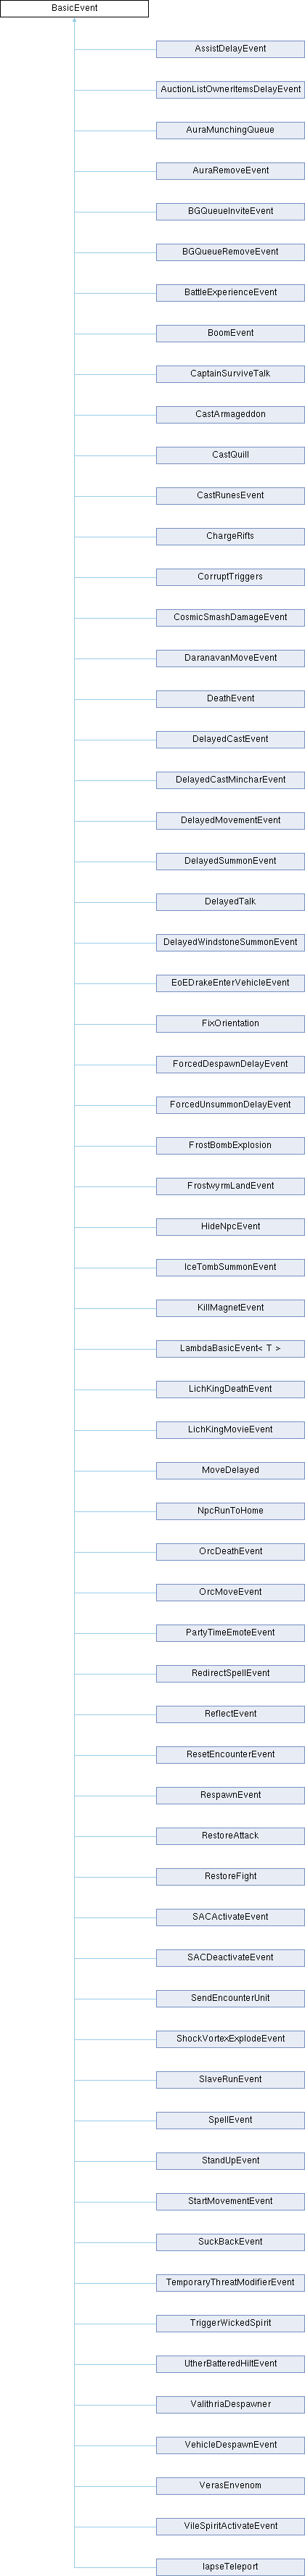 BasicEvent
AssistDelayEvent
AuctionListOwnerItemsDelayEvent
AuraMunchingQueue
AuraRemoveEvent
BGQueueInviteEvent
BGQueueRemoveEvent
BattleExperienceEvent
BoomEvent
CaptainSurviveTalk
CastArmageddon
CastQuill
CastRunesEvent
ChargeRifts
CorruptTriggers
CosmicSmashDamageEvent
DaranavanMoveEvent
DeathEvent
DelayedCastEvent
DelayedCastMincharEvent
DelayedMovementEvent
DelayedSummonEvent
DelayedTalk
DelayedWindstoneSummonEvent
EoEDrakeEnterVehicleEvent
FixOrientation
ForcedDespawnDelayEvent
ForcedUnsummonDelayEvent
FrostBombExplosion
FrostwyrmLandEvent
HideNpcEvent
IceTombSummonEvent
KillMagnetEvent
LambdaBasicEvent< T >
LichKingDeathEvent
LichKingMovieEvent
MoveDelayed
NpcRunToHome
OrcDeathEvent
OrcMoveEvent
PartyTimeEmoteEvent
RedirectSpellEvent
ReflectEvent
ResetEncounterEvent
RespawnEvent
RestoreAttack
RestoreFight
SACActivateEvent
SACDeactivateEvent
SendEncounterUnit
ShockVortexExplodeEvent
SlaveRunEvent
SpellEvent
StandUpEvent
StartMovementEvent
SuckBackEvent
TemporaryThreatModifierEvent
TriggerWickedSpirit
UtherBatteredHiltEvent
ValithriaDespawner
VehicleDespawnEvent
VerasEnvenom
VileSpiritActivateEvent
lapseTeleport